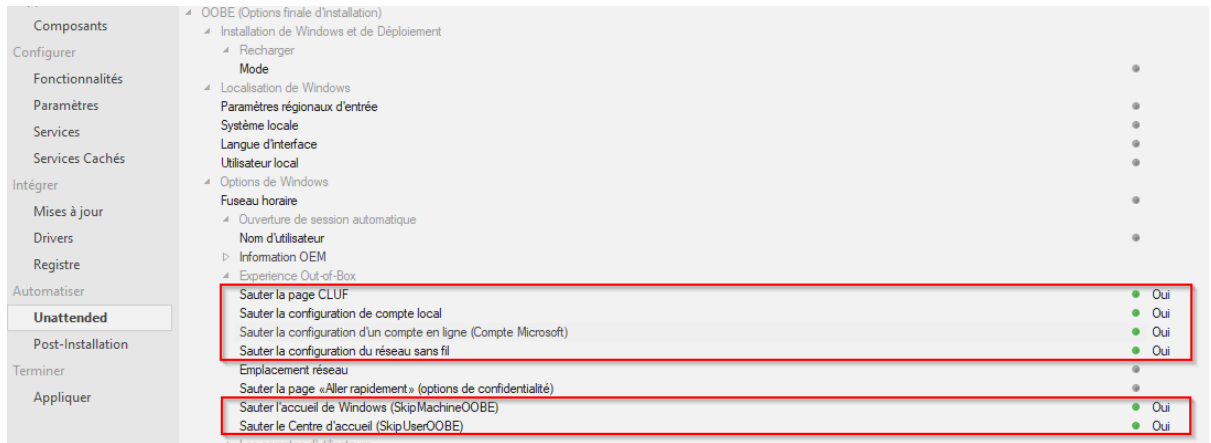 Composants
Configurer
Fonctionnalités
Paramètres
Services
Services Cachés
Intégrer
Mises à jour
Drivers
Registre
Automatiser
Unattended
Post-Installation
Terminer
Appliquer
OOBE (Options finale d'installation)
Installation de Windows et de Déploiement
Recharger
Mode
Localisation de Windows
Paramètres régionaux d'entrée
Système locale
Langue d'interface
Utilisateur local
Options de Windows
Fuseau horaire
Ouverture de session automatique
Nom d'utilisateur
Information OEM
Experience Out-of-Box
Sauter la page CLUF Oui
Sauter la configuration de compte local Oui
Sauter la configuration d'un compte en ligne (Compte Microsoft) Oui
Sauter la configuration du réseau sans fil Oui
Emplacement réseau
Sauter la page «Aller rapidement» (options de confidentialité)
Sauter l'accueil de Windows (SkipMachineOOBE) Oui
Sauter le Centre d'accueil (SkipUserOOBE) Oui